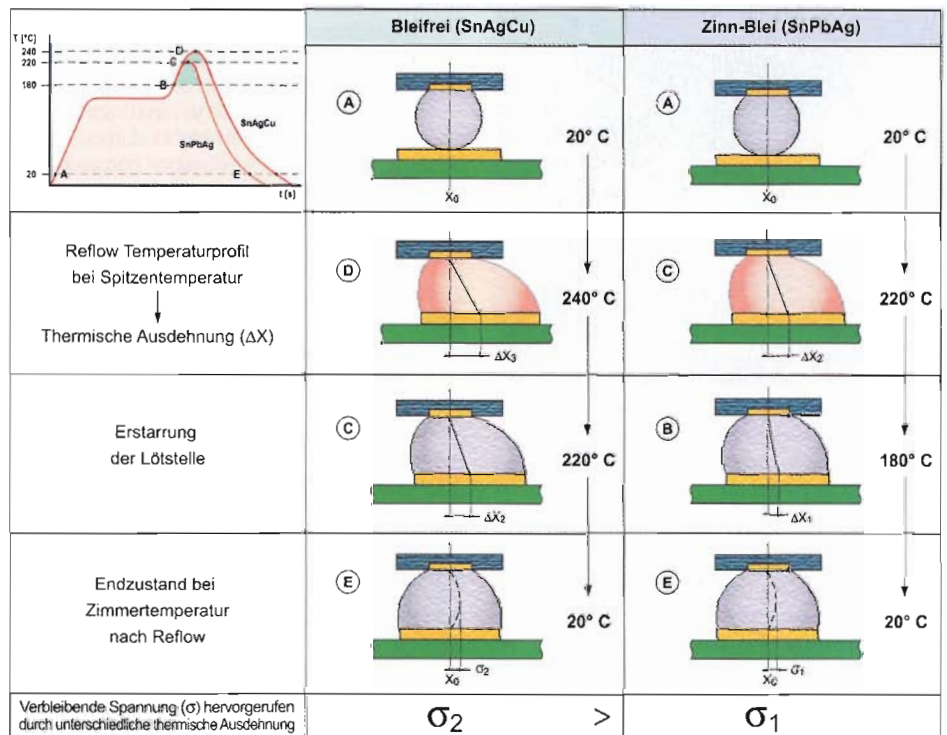 T [°C]
240
220
180
20
D
C
B
A
E
SnAgCu
SnPbAg
t (s)
Bleifrei (SnAgCu)
Zinn-Blei (SnPbAg)
A
20° C
X₀
A
20° C
X₀
Reflow Temperaturprofil
bei Spitzentemperatur
Thermische Ausdehnung (ΔX)
D
240° C
ΔX₃
C
220° C
ΔX₂
Erstarrung
der Lötstelle
C
220° C
ΔX₂
B
180° C
ΔX₁
Endzustand bei
Zimmertemperatur
nach Reflow
E
20° C
X₀
σ₂
E
20° C
X₀
σ₁
Verbleibende Spannung (σ) hervorgerufen
durch unterschiedliche thermische Ausdehnung
σ₂ > σ₁